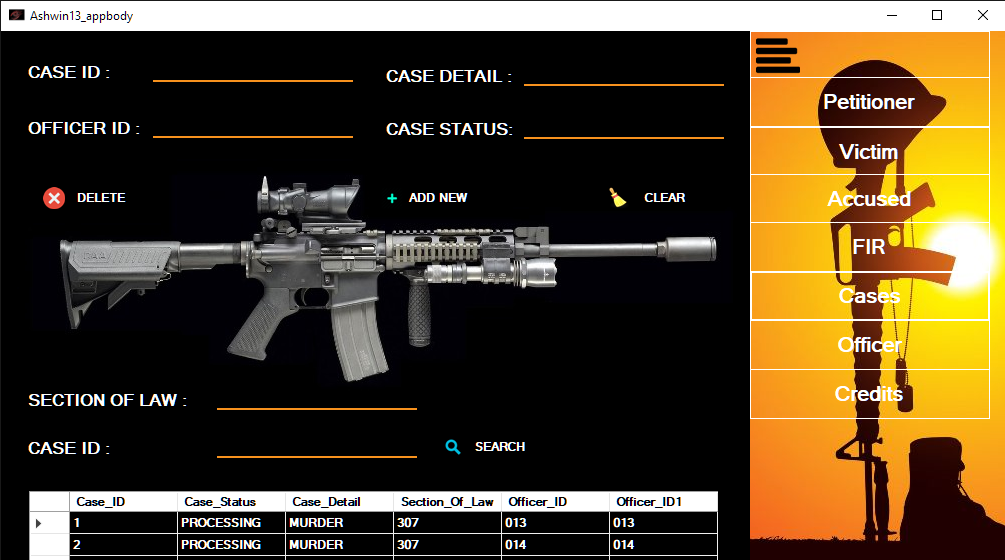 Ashwin13_appbody
CASE ID :
CASE DETAIL :
OFFICER ID :
CASE STATUS:
DELETE
ADD NEW
CLEAR
SECTION OF LAW :
CASE ID :
SEARCH
Case_ID Case_Status Case_Detail Section_Of_Law Officer_ID Officer_ID1
1 PROCESSING MURDER 307 013 013
2 PROCESSING MURDER 307 014 014
Petitioner
Victim
Accused
FIR
Cases
Officer
Credits